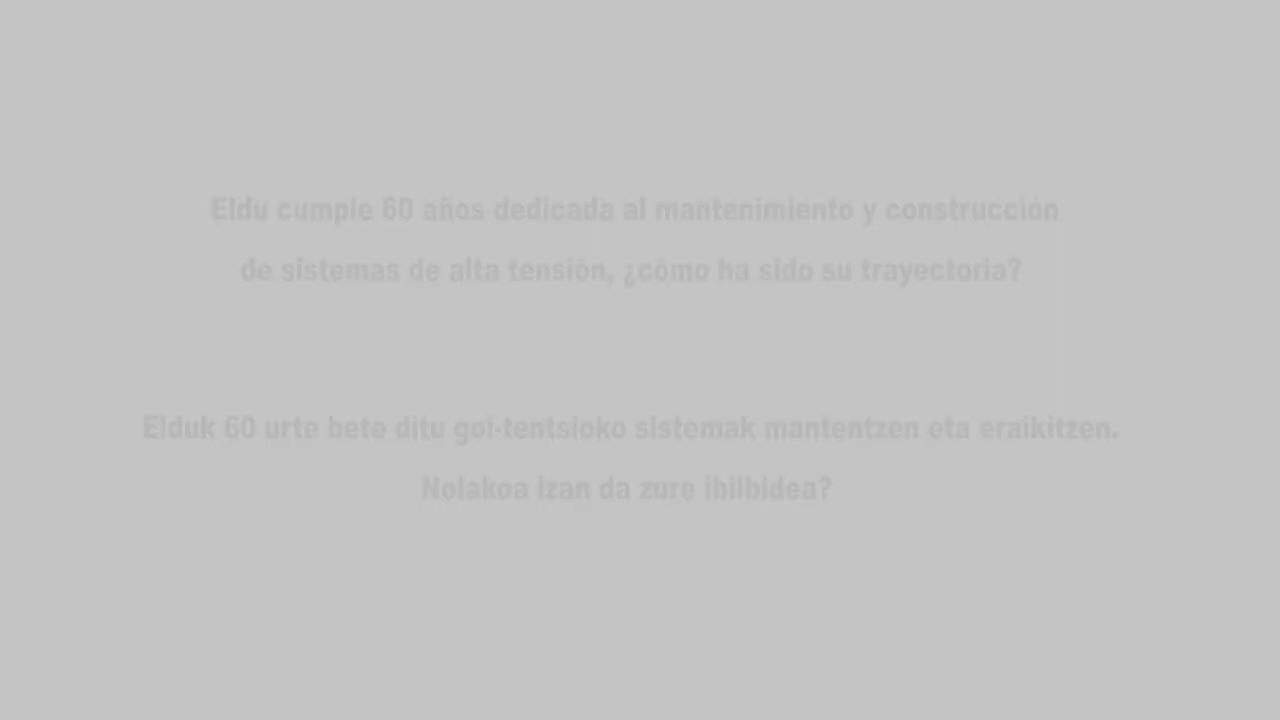 Eldu cumple 60 años dedicada al mantenimiento y construcción
de sistemas de alta tensión, ¿cómo ha sido su trayectoria?
Elduk 60 urte bete ditu goi-tentsioko sistemak mantentzen eta eraikitzen.
Nolakoa izan da zure ibilbidea?